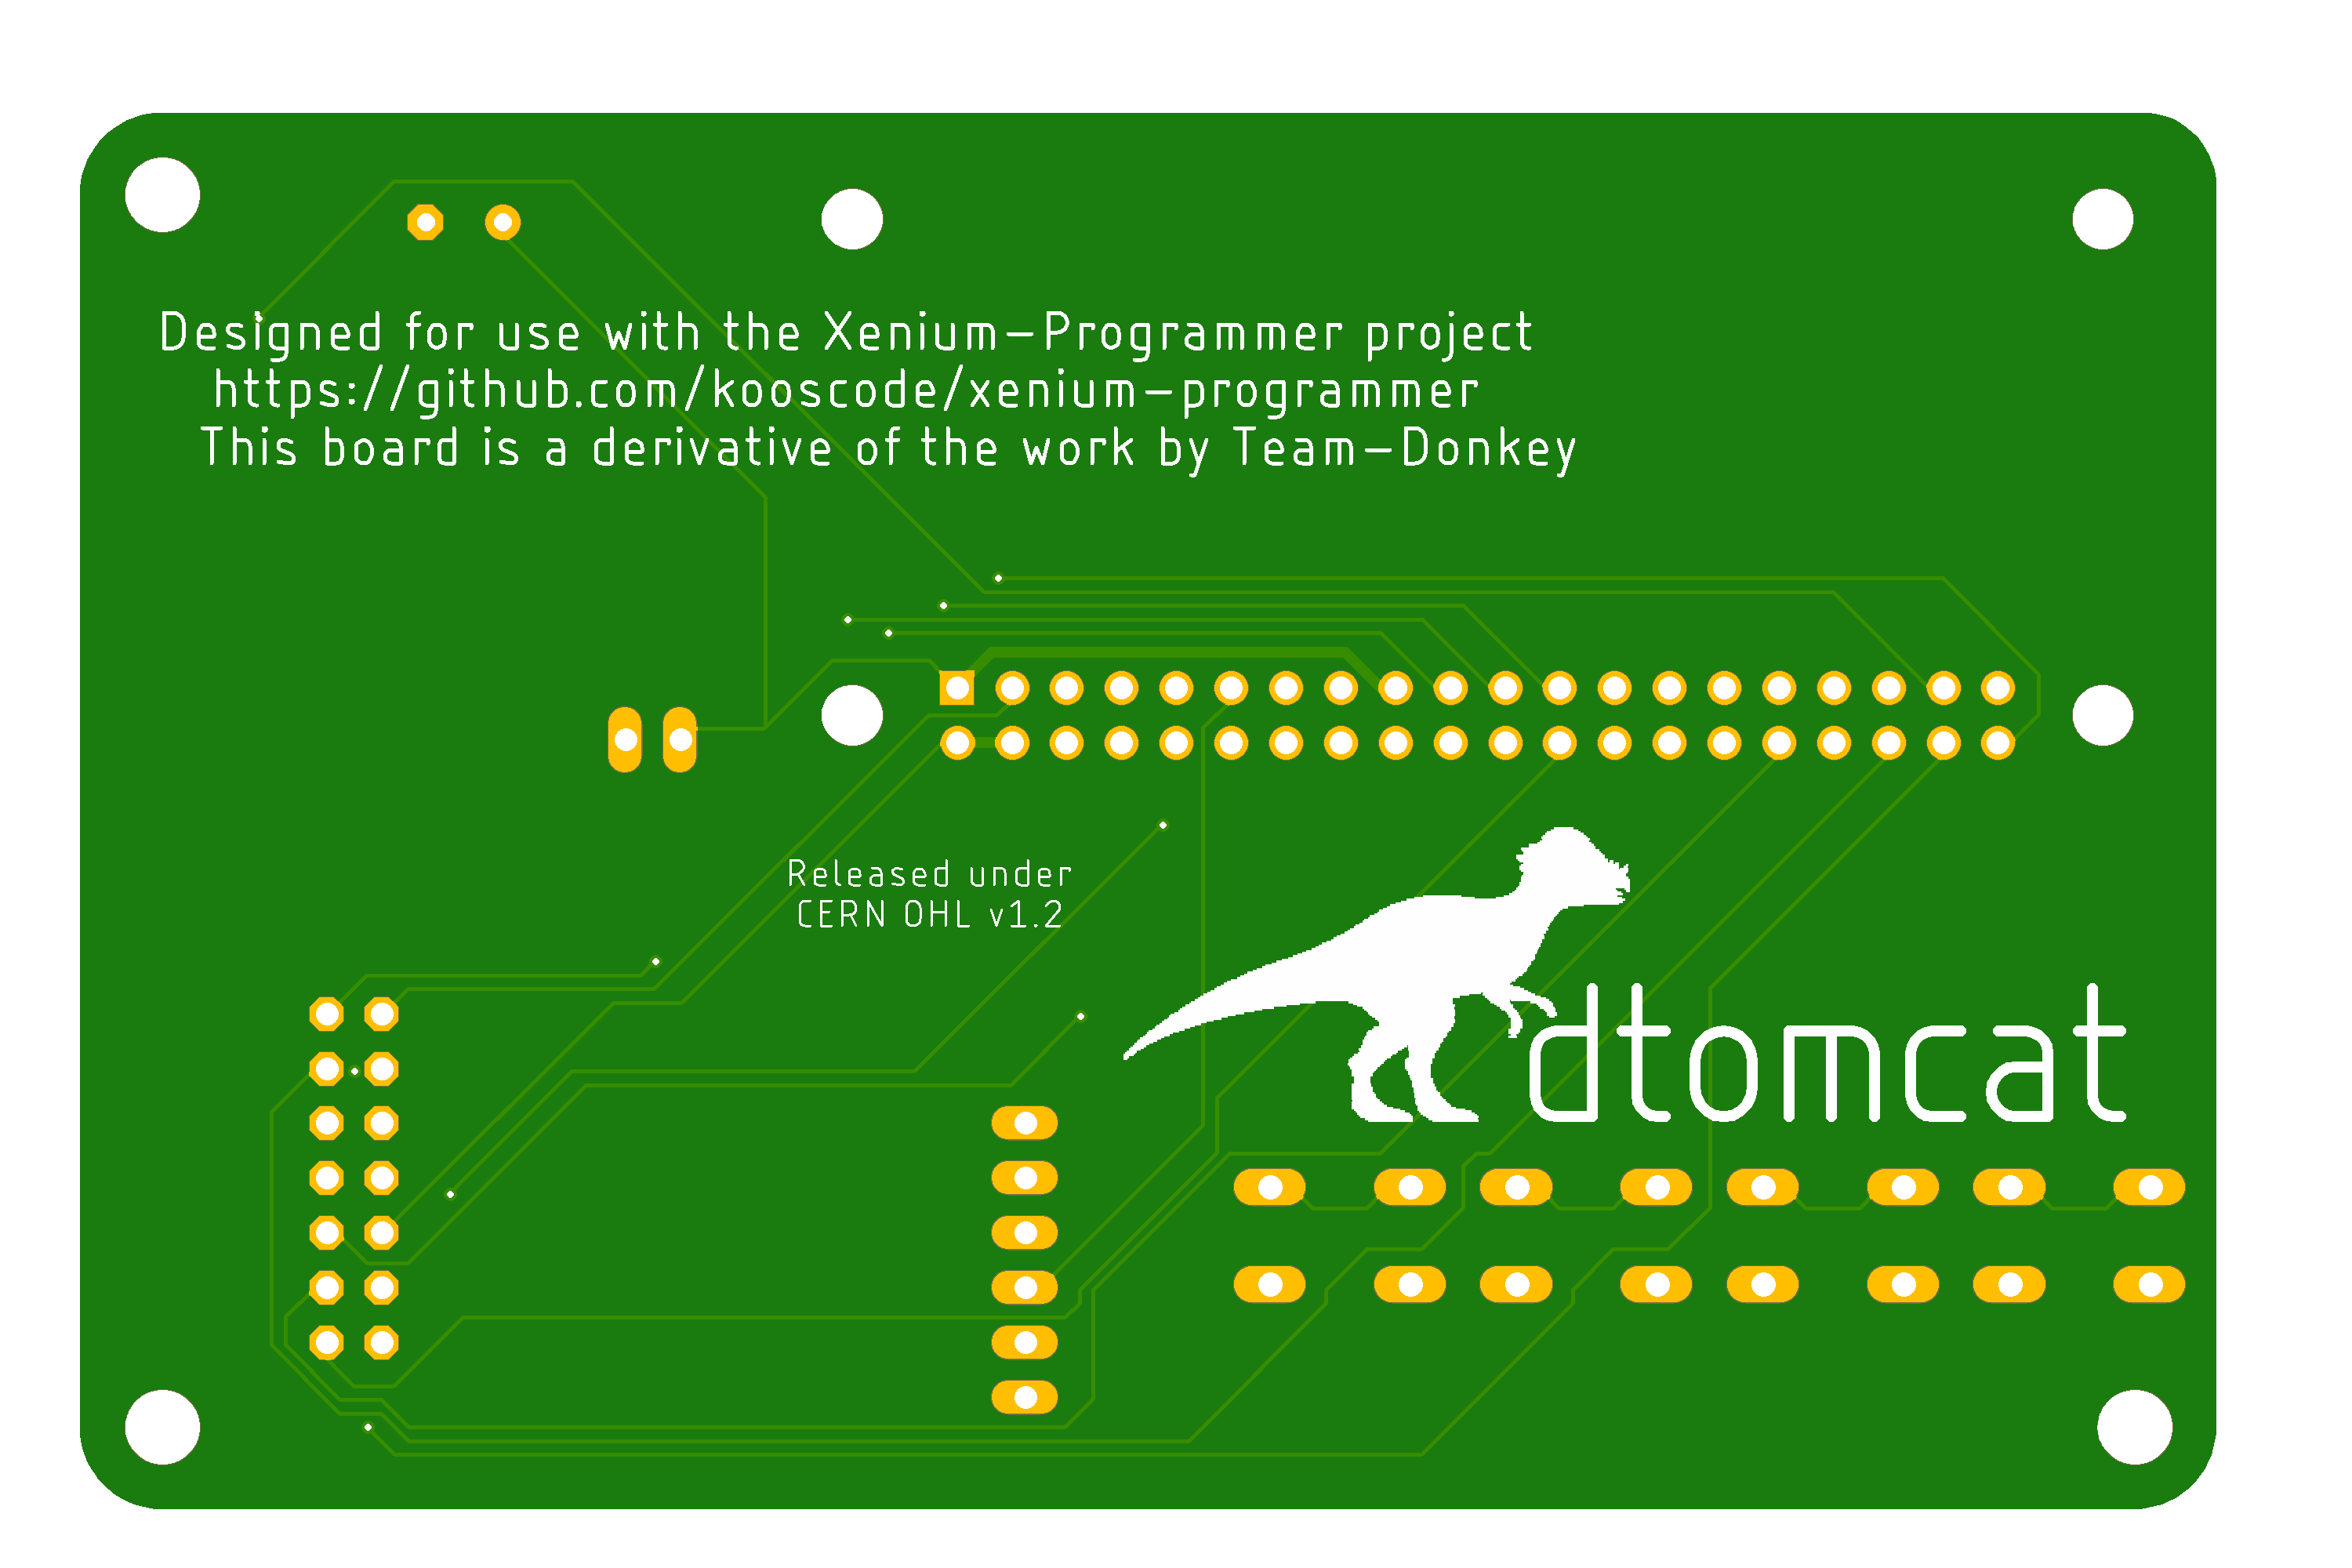 Designed for use with the Xenium-Programmer project
https://github.com/kooscode/xenium-programmer
This board is a derivative of the work by Team-Donkey
Released under
CERN OHL v1.2
dtomcat